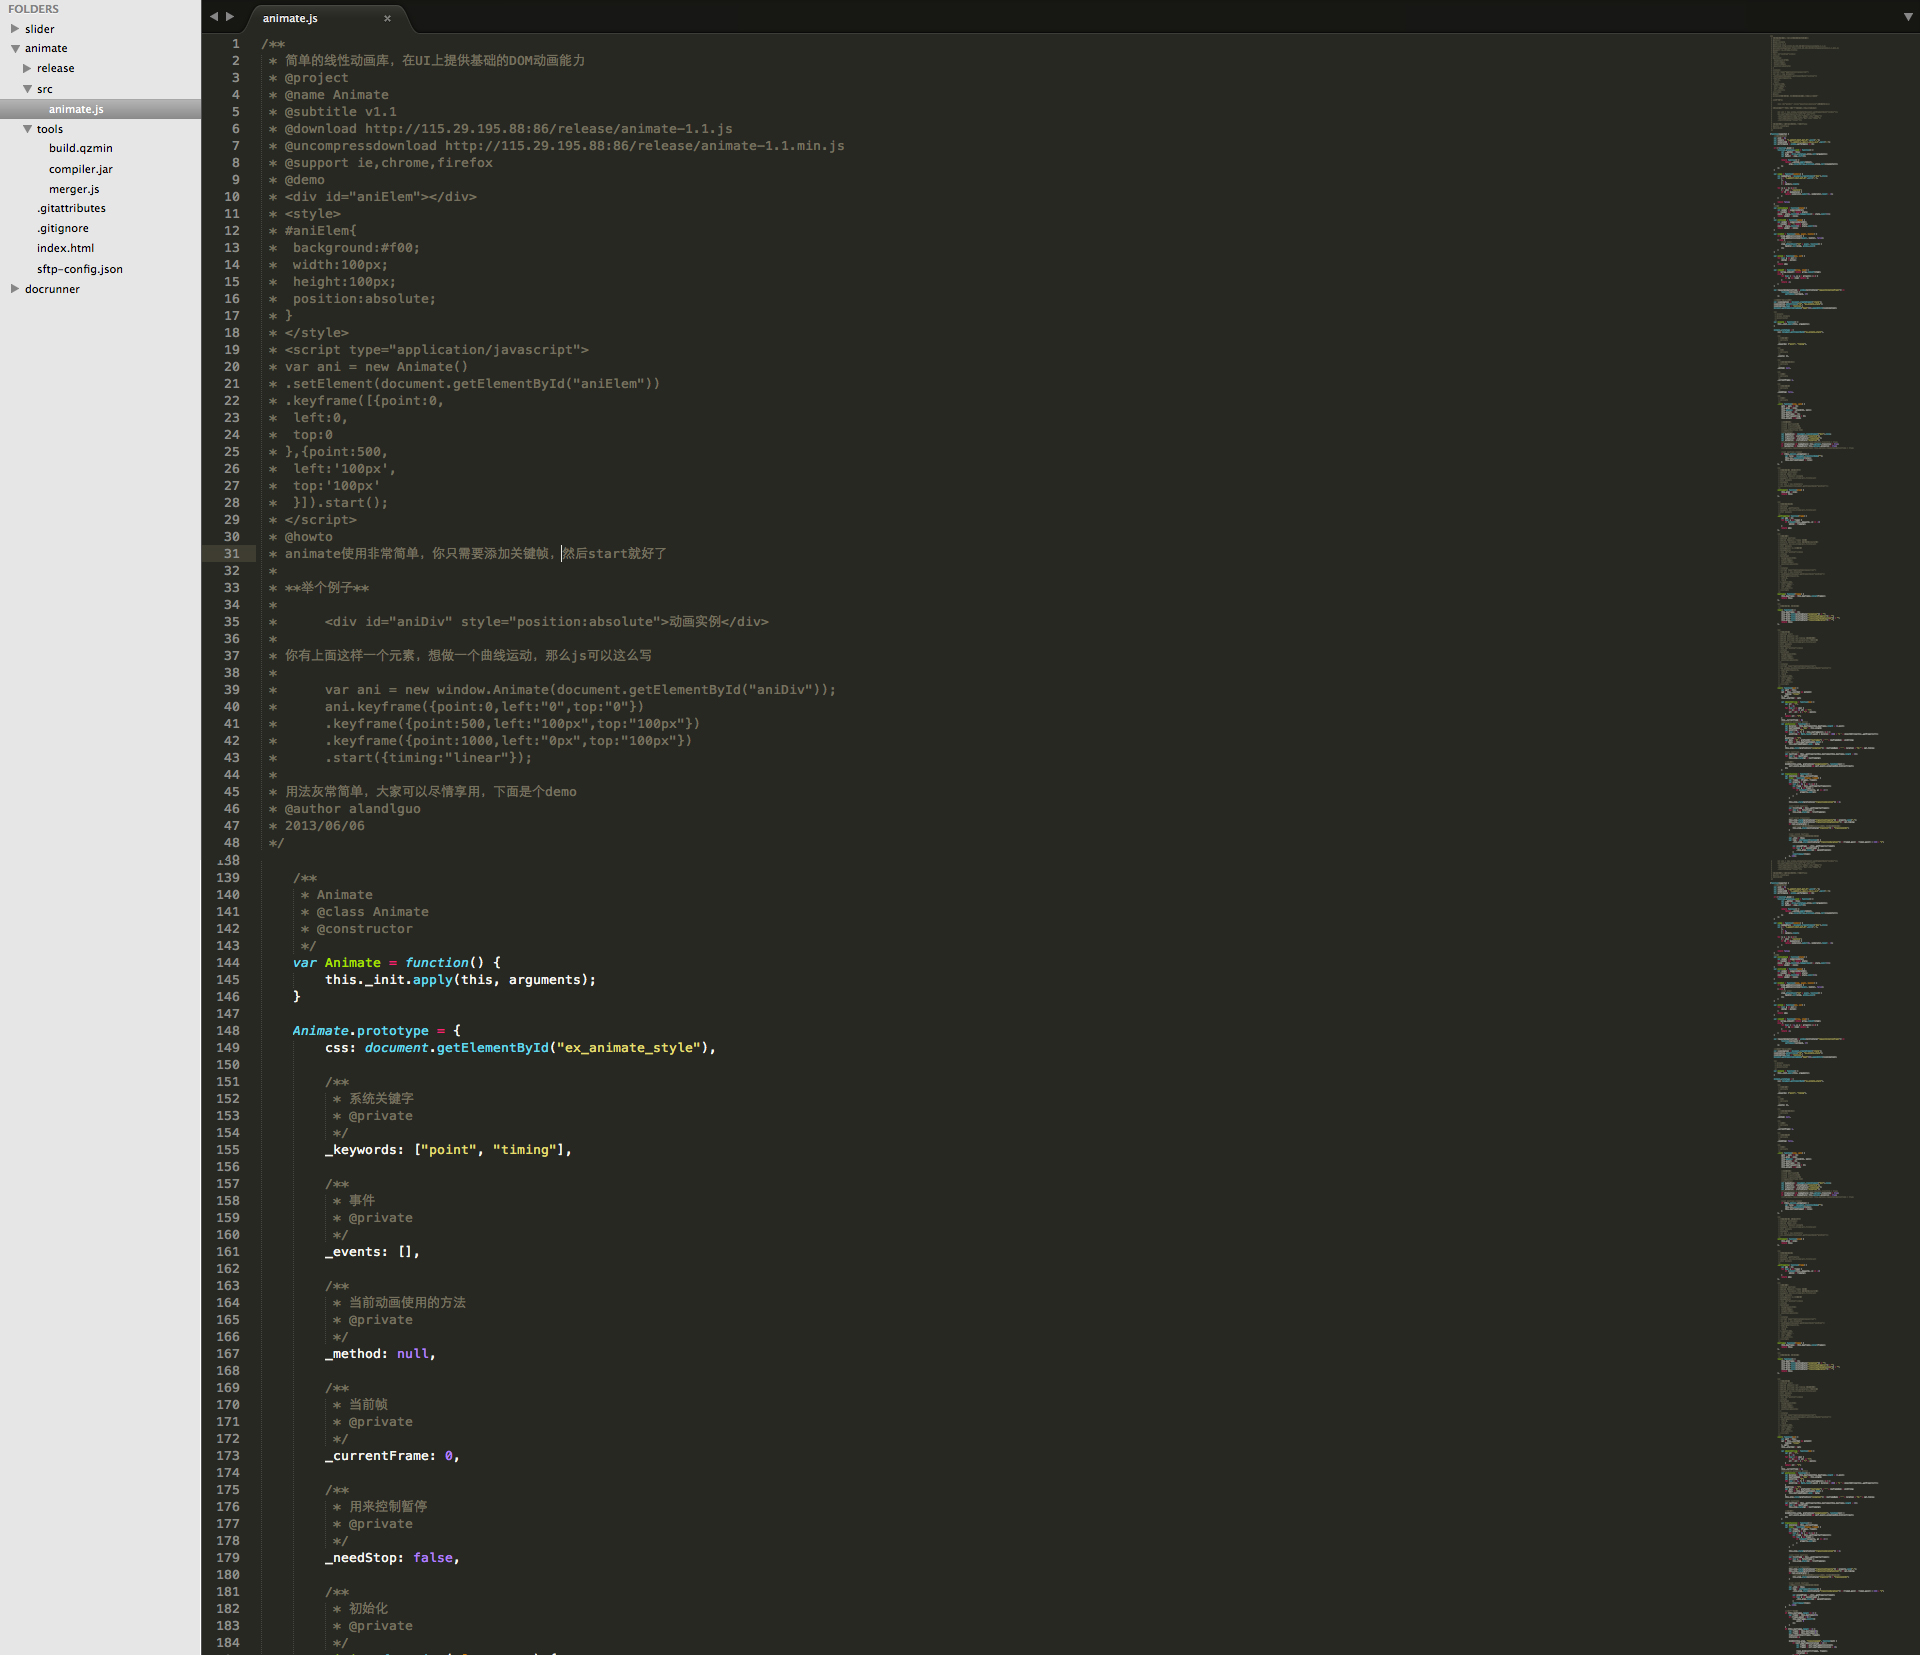 FOLDERS
slider
animate
release
src
animate.js
tools
build.qzmin
compiler.jar
merger.js
.gitattributes
.gitignore
index.html
sftp-config.json
docrunner
animate.js ×
1 /**
2 * 简单的线性动画库，在UI上提供基础的DOM动画能力
3 * @project
4 * @name Animate
5 * @subtitle v1.1
6 * @download http://115.29.195.88:86/release/animate-1.1.js
7 * @uncompressdownload http://115.29.195.88:86/release/animate-1.1.min.js
8 * @support ie,chrome,firefox
9 * @demo
10 * <div id="aniElem"></div>
11 * <style>
12 * #aniElem{
13 *  background:#f00;
14 *  width:100px;
15 *  height:100px;
16 *  position:absolute;
17 * }
18 * </style>
19 * <script type="application/javascript">
20 * var ani = new Animate()
21 * .setElement(document.getElementById("aniElem"))
22 * .keyframe([{point:0,
23 *  left:0,
24 *  top:0
25 * },{point:500,
26 *  left:'100px',
27 *  top:'100px'
28 *  }]).start();
29 * </script>
30 * @howto
31 * animate使用非常简单，你只需要添加关键帧，然后start就好了
32 *
33 * **举个例子**
34 *
35 *      <div id="aniDiv" style="position:absolute">动画实例</div>
36 *
37 * 你有上面这样一个元素，想做一个曲线运动，那么js可以这么写
38 *
39 *      var ani = new window.Animate(document.getElementById("aniDiv"));
40 *      ani.keyframe({point:0,left:"0",top:"0"})
41 *      .keyframe({point:500,left:"100px",top:"100px"})
42 *      .keyframe({point:1000,left:"0px",top:"100px"})
43 *      .start({timing:"linear"});
44 *
45 * 用法灰常简单，大家可以尽情享用，下面是个demo
46 * @author alandlguo
47 * 2013/06/06
48 */
138
139 /**
140 * Animate
141 * @class Animate
142 * @constructor
143 */
144 var Animate = function() {
145 this._init.apply(this, arguments);
146 }
147
148 Animate.prototype = {
149 css: document.getElementById("ex_animate_style"),
150
151 /**
152 * 系统关键字
153 * @private
154 */
155 _keywords: ["point", "timing"],
156
157 /**
158 * 事件
159 * @private
160 */
161 _events: [],
162
163 /**
164 * 当前动画使用的方法
165 * @private
166 */
167 _method: null,
168
169 /**
170 * 当前帧
171 * @private
172 */
173 _currentFrame: 0,
174
175 /**
176 * 用来控制暂停
177 * @private
178 */
179 _needStop: false,
180
181 /**
182 * 初始化
183 * @private
184 */